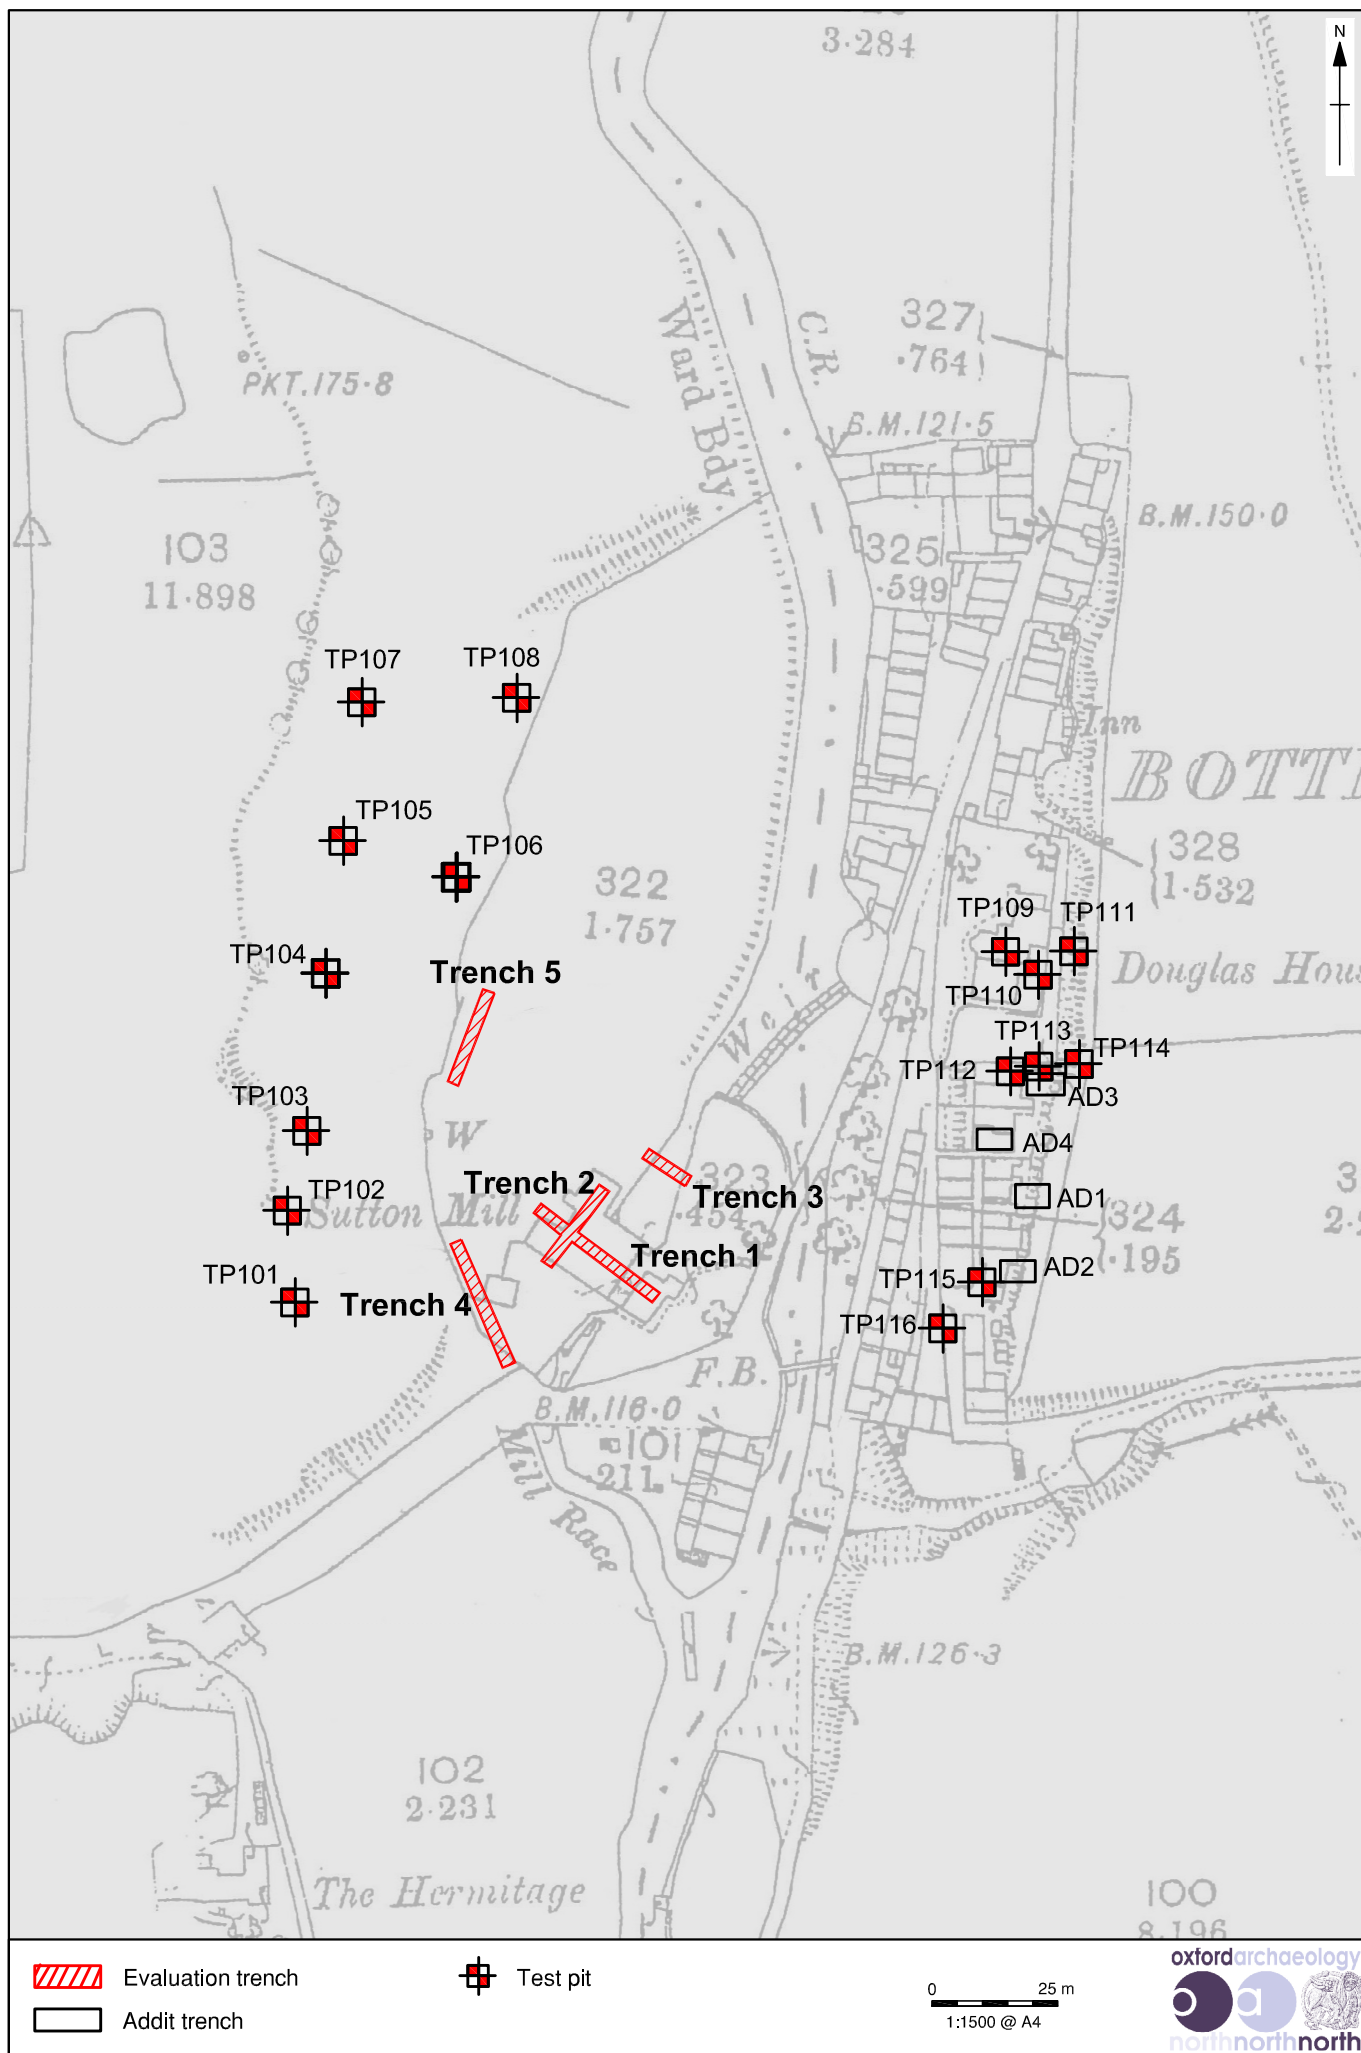 3·284
N
327
·764
C.R.
Ward Bdy.
PKT.175·8
B.M.121·5
B.M.150·0
103
11·898
325
·599
TP107
TP108
Inn
BOTT
TP105
TP106
328
1·532
322
1·757
TP109
TP111
TP104
Trench 5
Douglas Hou
TP110
Weir
TP113
TP114
TP112
AD3
TP103
W
AD4
Trench 2
323
·454
Trench 3
TP102
Sutton Mill
AD1
324
·195
Trench 1
TP101
Trench 4
TP115
AD2
TP116
F.B.
B.M.116·0
101
·211
Mill Race
B.M.126·3
102
2·231
The Hermitage
100
8·196
Evaluation trench
Test pit
Addit trench
0 25 m
1:1500 @ A4
oxfordarchaeology
o a
northnorthnorth